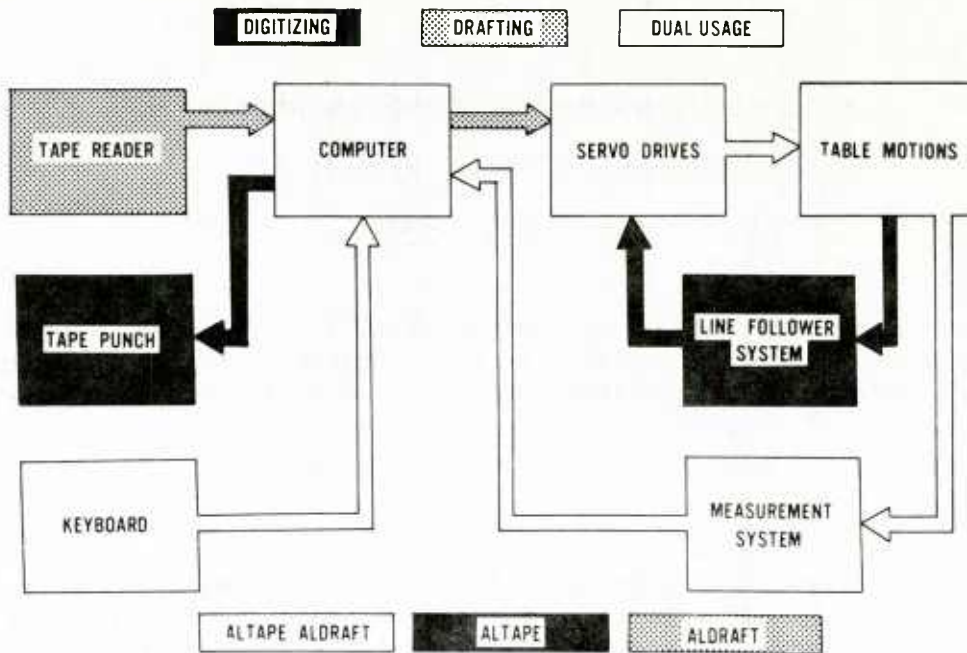 DIGITIZING
DRAFTING
DUAL USAGE
TAPE READER
COMPUTER
SERVO DRIVES
TABLE MOTIONS
TAPE PUNCH
LINE FOLLOWER
SYSTEM
KEYBOARD
MEASUREMENT
SYSTEM
ALTAPE ALDRAFT
ALTAPE
ALDRAFT